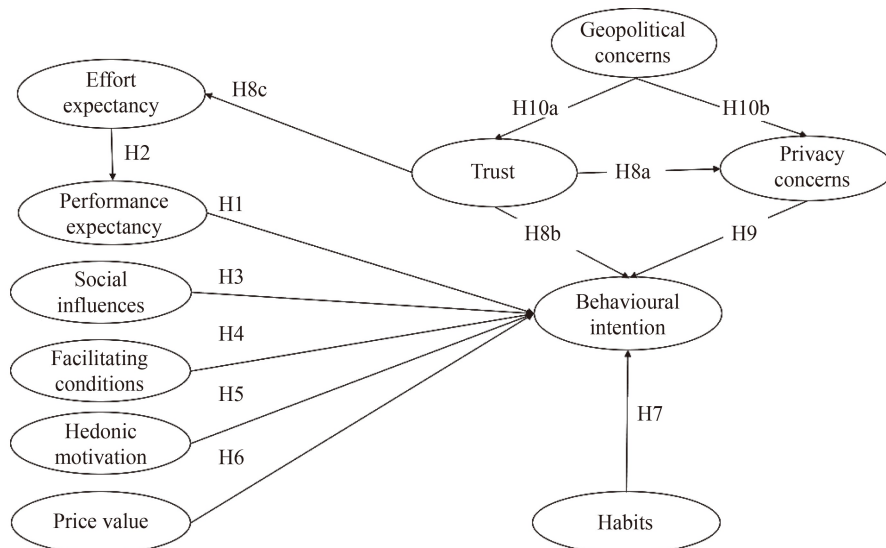 Geopolitical
concerns
Effort
expectancy
H8c
H10a
H10b
H2
Trust
H8a
Privacy
concerns
Performance
expectancy
H1
H8b
H9
Social
influences
H3
Behavioural
intention
H4
Facilitating
conditions
H5
Hedonic
motivation
H6
H7
Price value
Habits